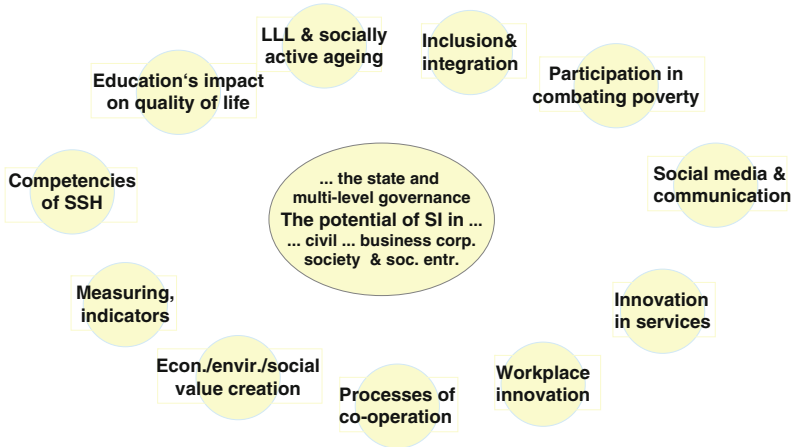 LLL & socially
active ageing
Inclusion&
integration
Participation in
combating poverty
Social media &
communication
Innovation
in services
Workplace
innovation
Processes of
co-operation
Econ./envir./social
value creation
Measuring,
indicators
Competencies
of SSH
Education‘s impact
on quality of life
... the state and
multi-level governance
The potential of SI in ...
... civil ... business corp.
society & soc. entr.